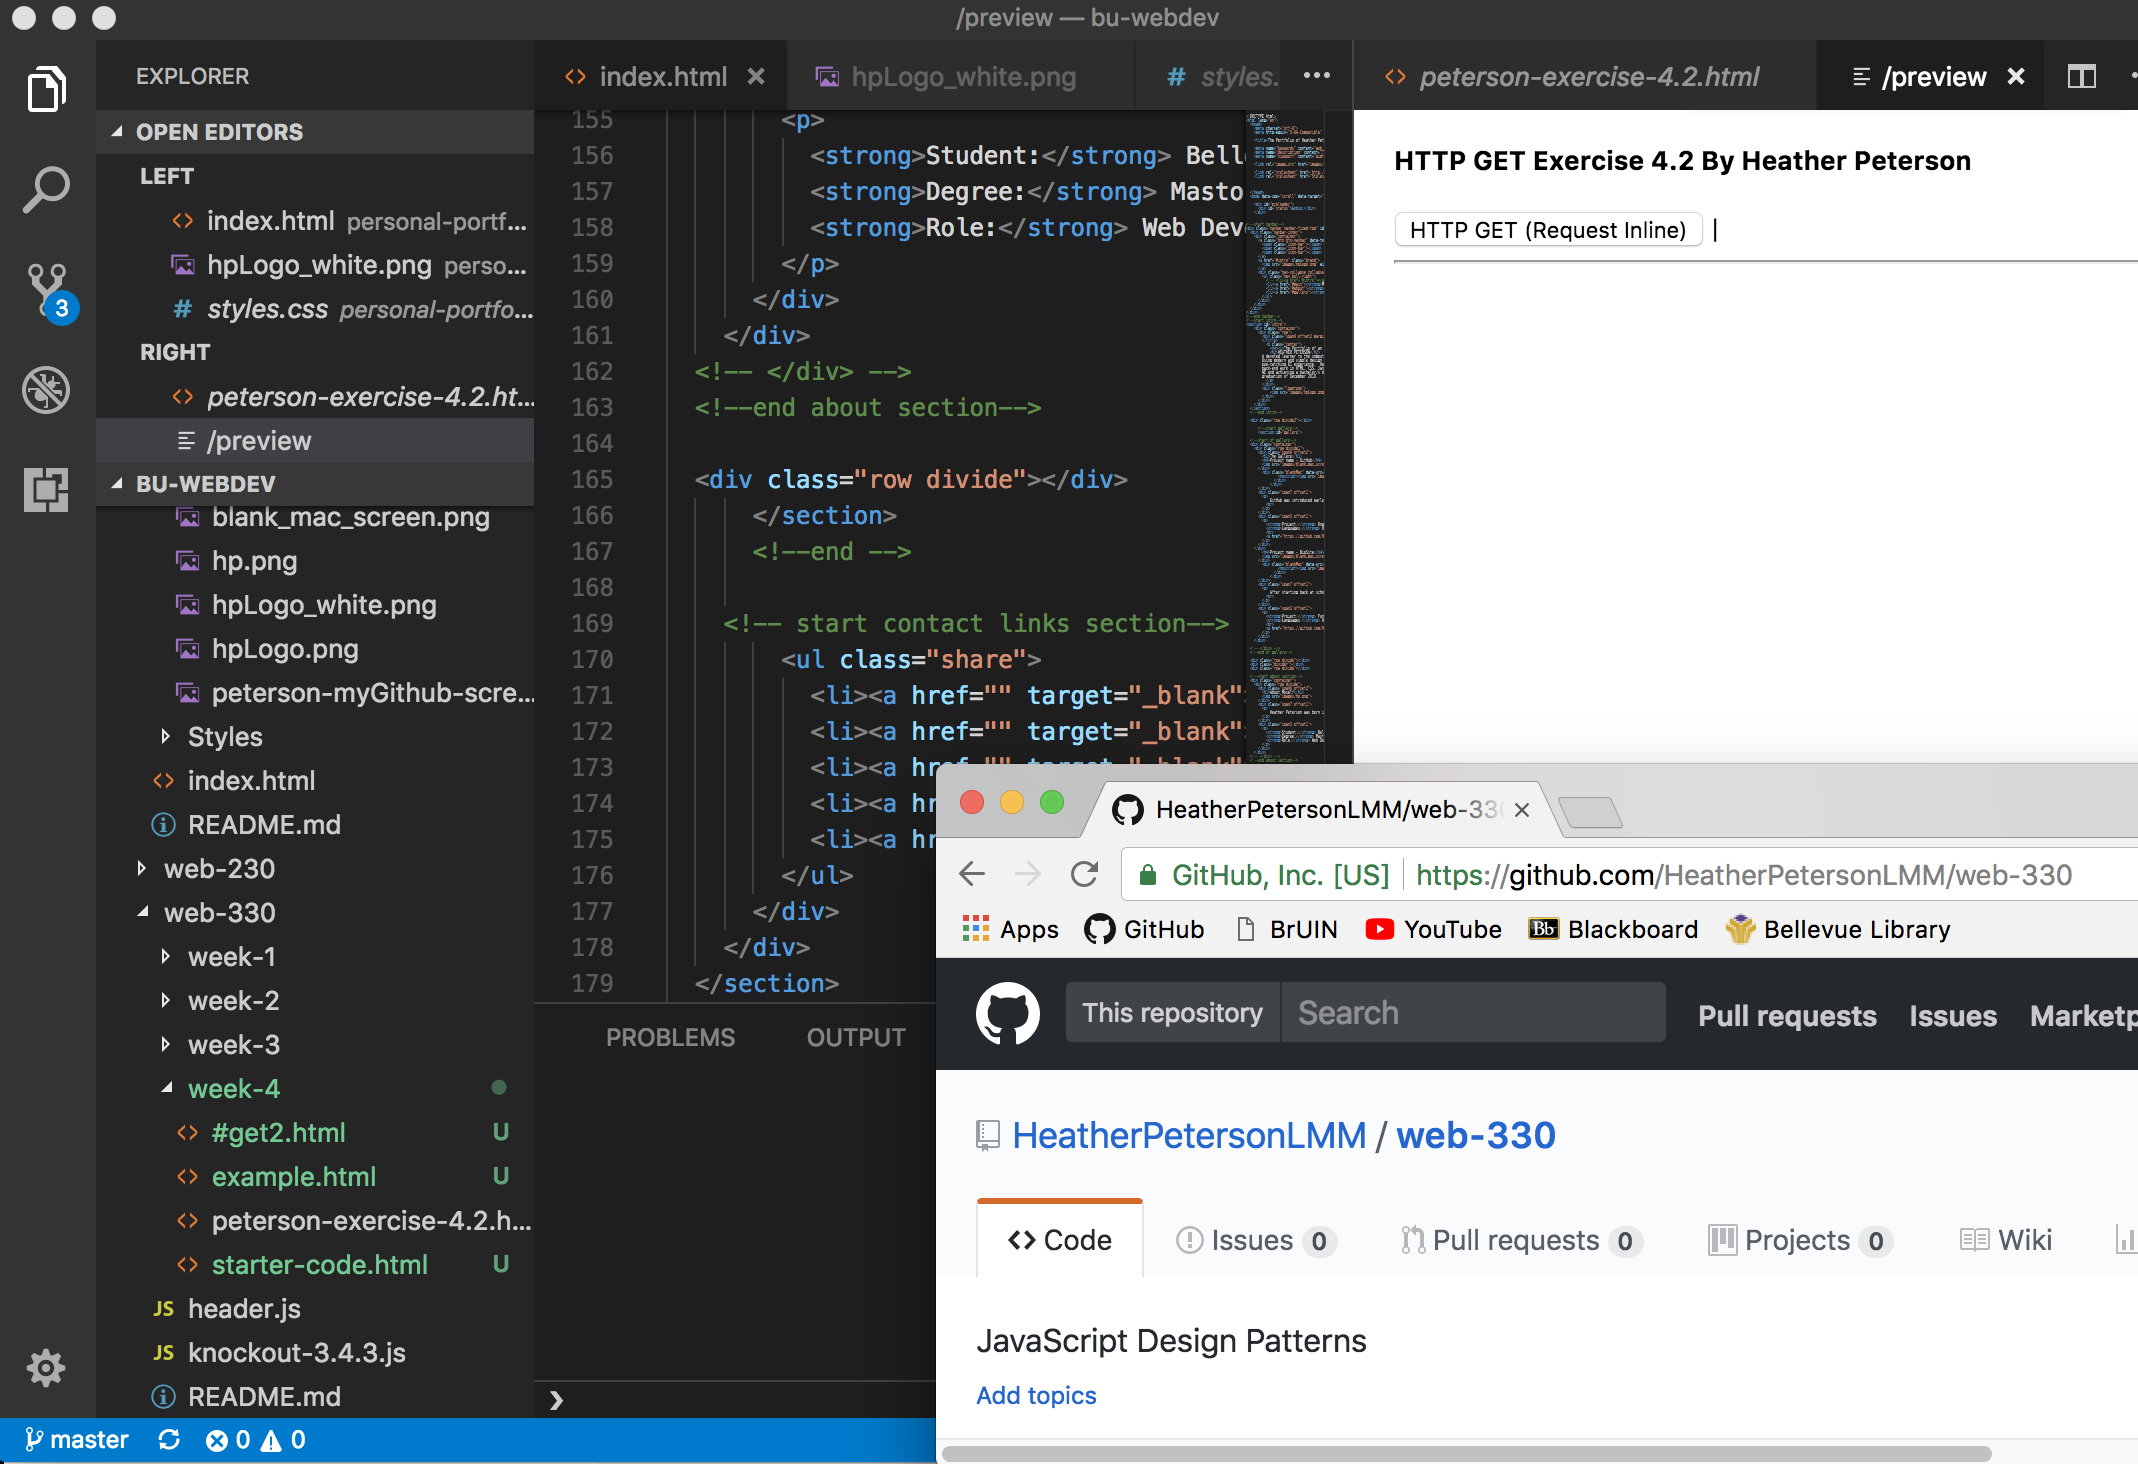 /preview — bu-webdev
EXPLORER
OPEN EDITORS
LEFT
index.html personal-portf...
hpLogo_white.png perso...
# styles.css personal-portfo...
RIGHT
peterson-exercise-4.2.ht...
/preview
BU-WEBDEV
blank_mac_screen.png
hp.png
hpLogo_white.png
hpLogo.png
peterson-myGithub-scre...
Styles
index.html
README.md
web-230
web-330
week-1
week-2
week-3
week-4
#get2.html U
example.html U
peterson-exercise-4.2.h...
starter-code.html U
JS header.js
JS knockout-3.4.3.js
README.md
3
master 0 0
index.html
hpLogo_white.png
# styles.
155 <p>
156 <strong>Student:</strong> Bell
157 <strong>Degree:</strong> Masto
158 <strong>Role:</strong> Web Dev
159 </p>
160 </div>
161 </div>
162 <!-- </div> -->
163 <!--end about section-->
164
165 <div class="row divide"></div>
166 </section>
167 <!--end -->
168
169 <!-- start contact links section-->
170 <ul class="share">
171 <li><a href="" target="_blank"
172 <li><a href="" target="_blank"
173 <li><a href="" target="_blank"
174 <li><a hr
175 <li><a hr
176 </ul>
177 </div>
178 </div>
179 </section>
PROBLEMS OUTPUT
peterson-exercise-4.2.html
/preview
HTTP GET Exercise 4.2 By Heather Peterson
HTTP GET (Request Inline) |
HeatherPetersonLMM/web-330
GitHub, Inc. [US] https://github.com/HeatherPetersonLMM/web-330
Apps GitHub BrUIN YouTube Bb Blackboard Bellevue Library
This repository Search Pull requests Issues Marketp
HeatherPetersonLMM / web-330
Code Issues 0 Pull requests 0 Projects 0 Wiki
JavaScript Design Patterns
Add topics